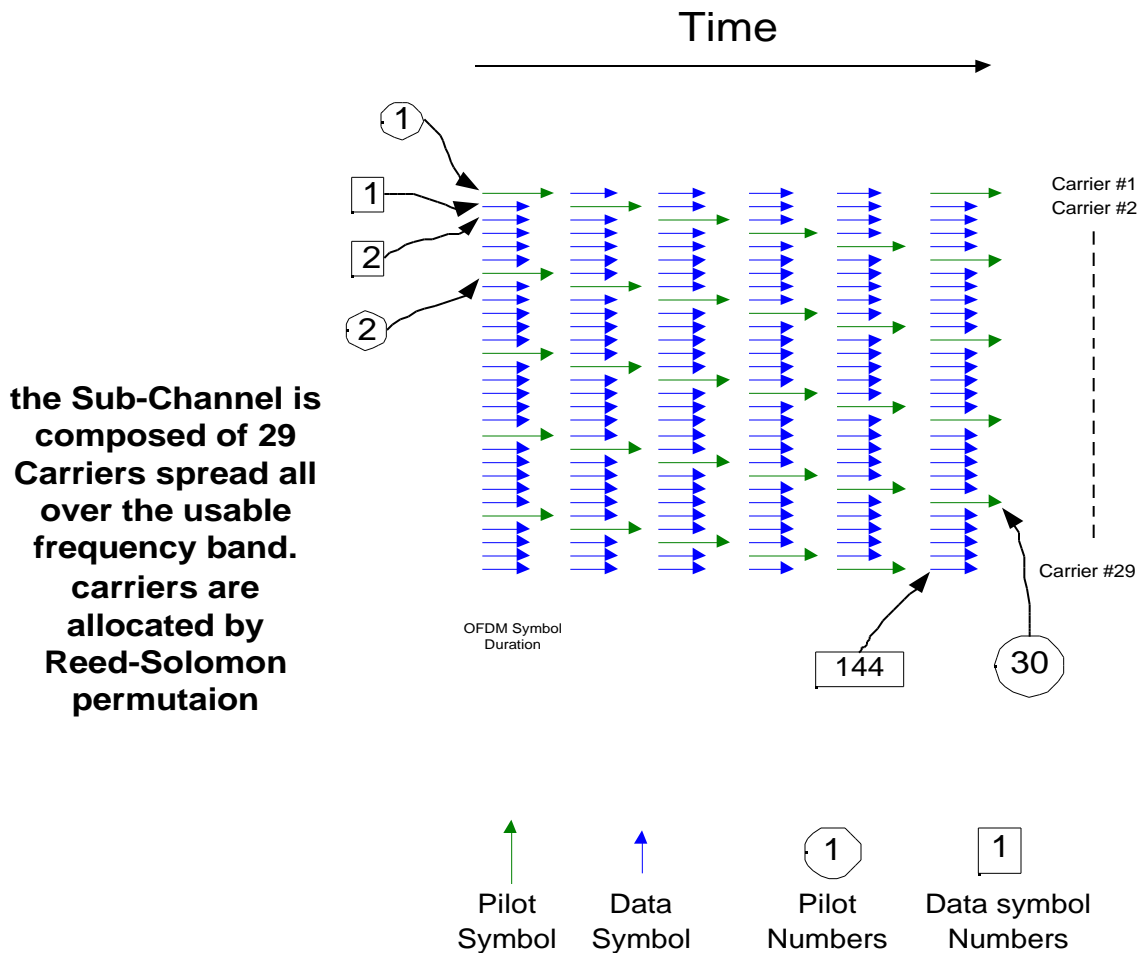 Time
1
1
2
2
Carrier #1
Carrier #2
the Sub-Channel is
composed of 29
Carriers spread all
over the usable
frequency band.
carriers are
allocated by
Reed-Solomon
permutaion
Carrier #29
OFDM Symbol
Duration
144
30
1
1
Pilot
Symbol
Data
Symbol
Pilot
Numbers
Data symbol
Numbers